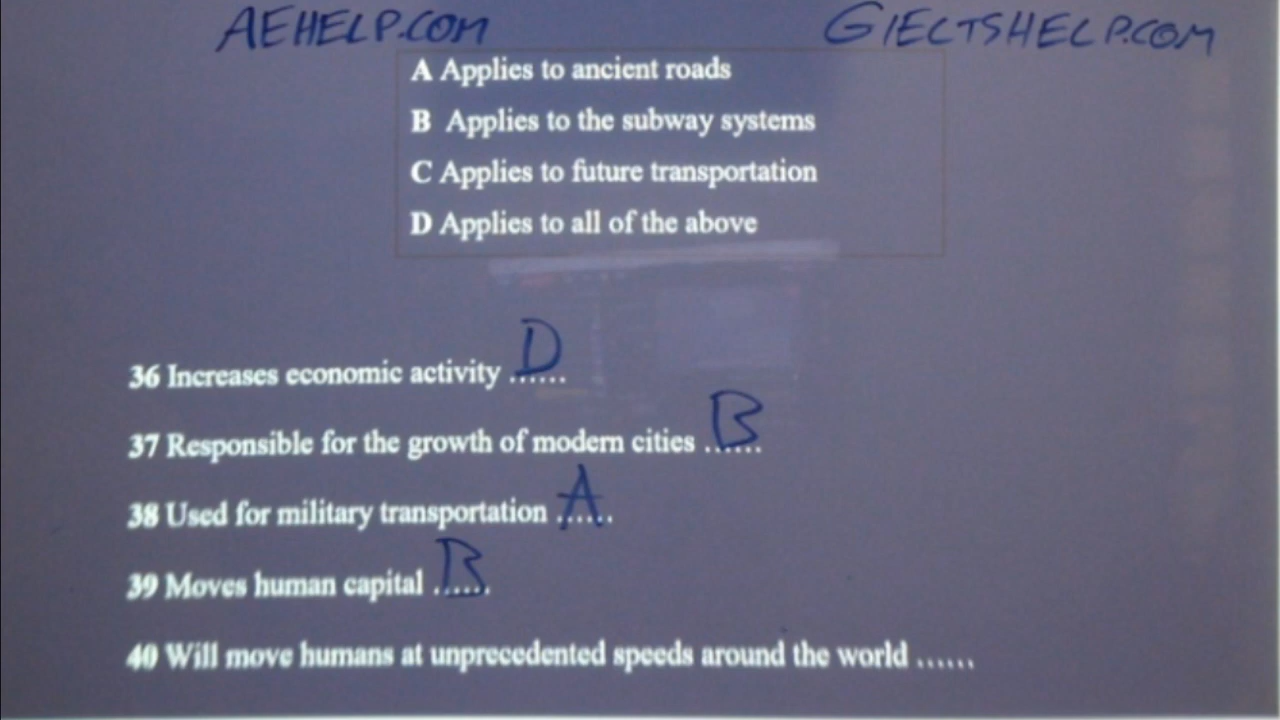 AEHELP.COM GIELTSHELP.COM
A Applies to ancient roads
B Applies to the subway systems
C Applies to future transportation
D Applies to all of the above
36 Increases economic activity ...... D
37 Responsible for the growth of modern cities ...... B
38 Used for military transportation ...... A
39 Moves human capital ...... B
40 Will move humans at unprecedented speeds around the world ......